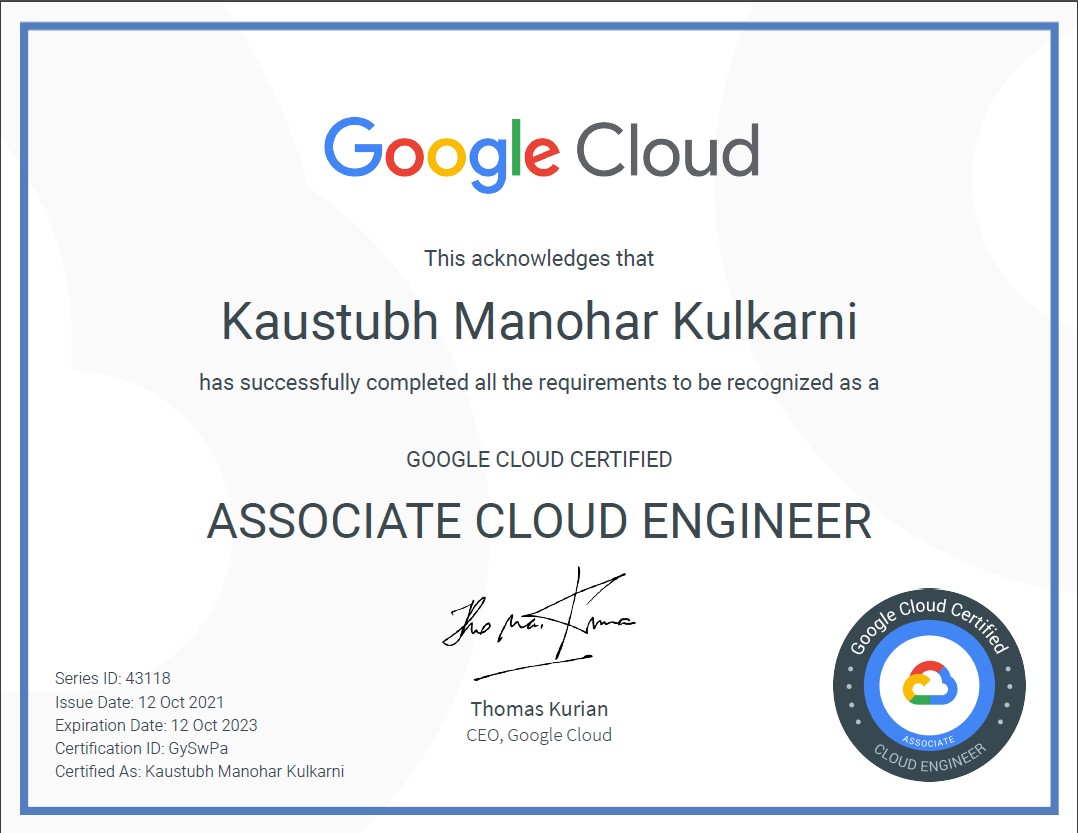 Google Cloud
This acknowledges that
Kaustubh Manohar Kulkarni
has successfully completed all the requirements to be recognized as a
GOOGLE CLOUD CERTIFIED
ASSOCIATE CLOUD ENGINEER
Thomas Kurian
Thomas Kurian
CEO, Google Cloud
Series ID: 43118
Issue Date: 12 Oct 2021
Expiration Date: 12 Oct 2023
Certification ID: GySwPa
Certified As: Kaustubh Manohar Kulkarni
Google Cloud Certified
ASSOCIATE
CLOUD ENGINEER